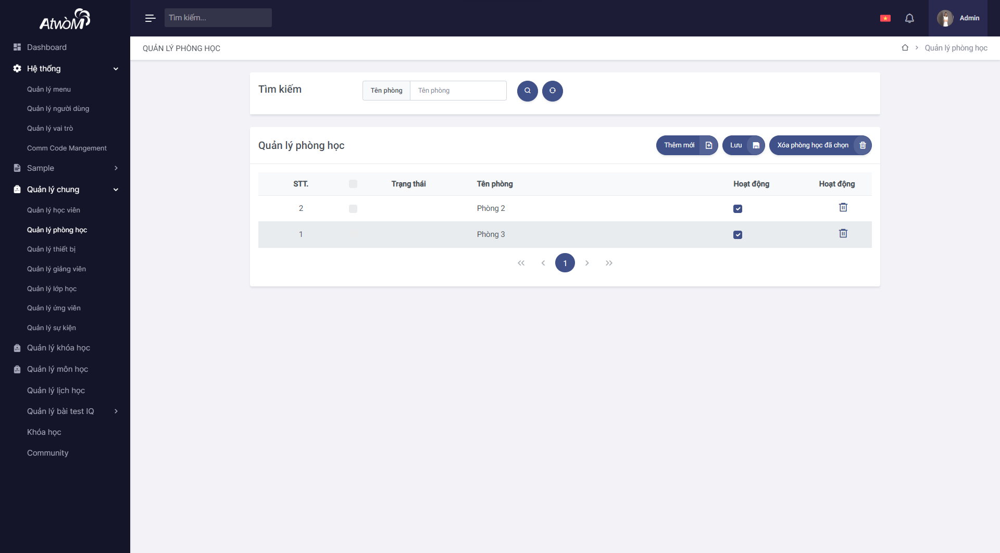 AtwòM
Tìm kiếm...
Admin
QUẢN LÝ PHÒNG HỌC
Quản lý phòng học
Dashboard
Hệ thống
Quản lý menu
Quản lý người dùng
Quản lý vai trò
Comm Code Mangement
Sample
Quản lý chung
Quản lý học viên
Quản lý phòng học
Quản lý thiết bị
Quản lý giảng viên
Quản lý lớp học
Quản lý ứng viên
Quản lý sự kiện
Quản lý khóa học
Quản lý môn học
Quản lý lịch học
Quản lý bài test IQ
Khóa học
Community
Tìm kiếm
Tên phòng Tên phòng
Quản lý phòng học
Thêm mới Lưu Xóa phòng học đã chọn
STT. Trạng thái Tên phòng Hoạt động Hoạt động
2 Phòng 2
1 Phòng 3
1